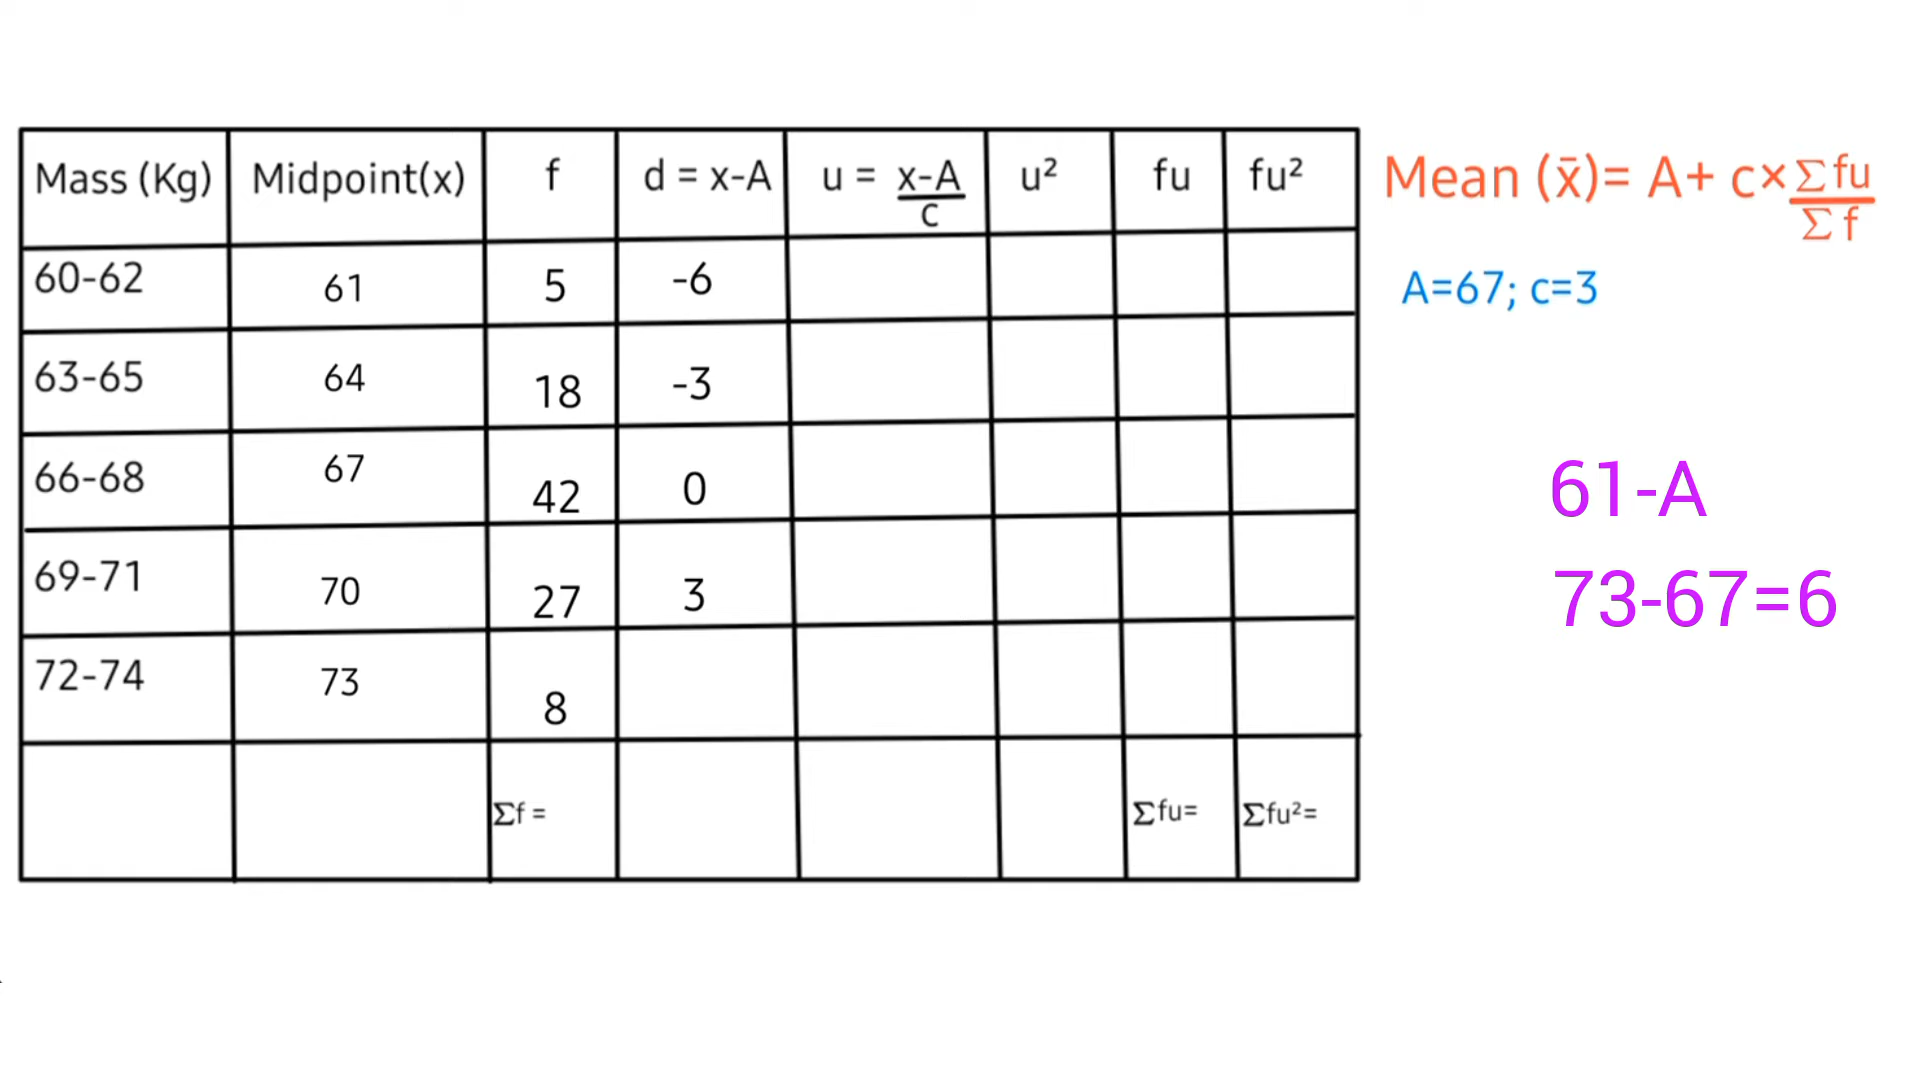 Mass (Kg) Midpoint(x) f d = x-A u = x-A/c u² fu fu²
60-62 61 5 -6
63-65 64 18 -3
66-68 67 42 0
69-71 70 27 3
72-74 73 8
Σf = Σfu= Σfu²=
Mean (x̄)= A+ c×Σfu/Σf
A=67; c=3
61-A
73-67=6